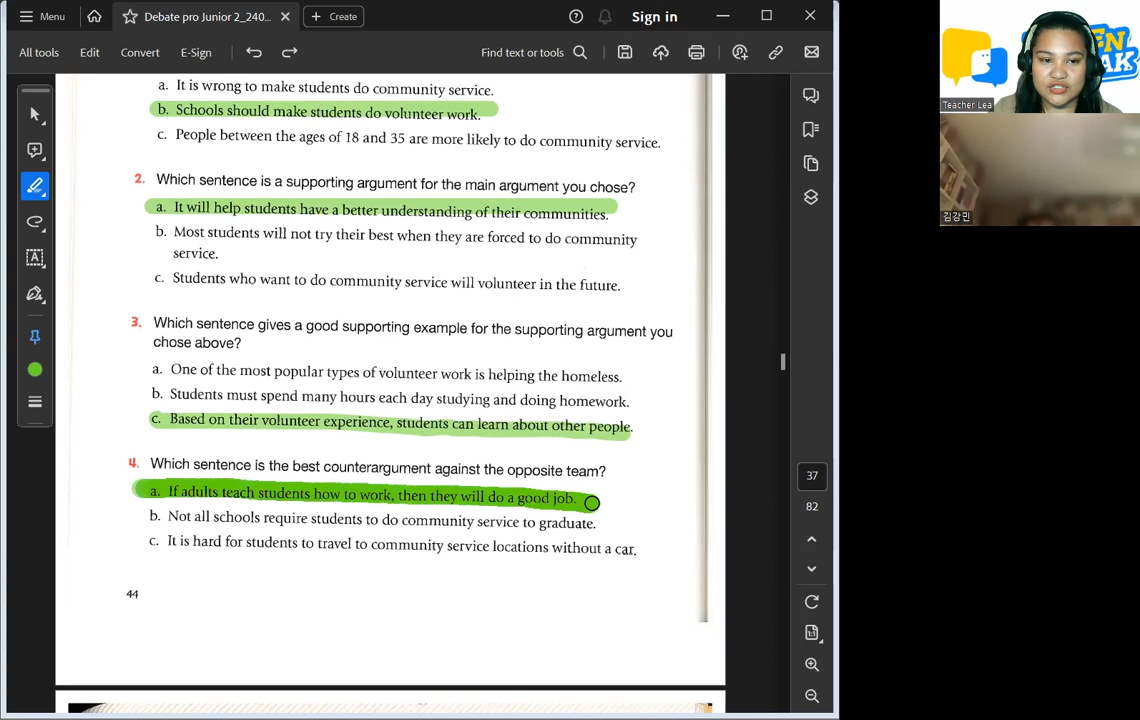 Menu
Debate pro Junior 2_240...
Create
Sign in
All tools
Edit
Convert
E-Sign
Find text or tools
a. It is wrong to make students do community service.
b. Schools should make students do volunteer work.
c. People between the ages of 18 and 35 are more likely to do community service.
2. Which sentence is a supporting argument for the main argument you chose?
a. It will help students have a better understanding of their communities.
b. Most students will not try their best when they are forced to do community
service.
c. Students who want to do community service will volunteer in the future.
3. Which sentence gives a good supporting example for the supporting argument you
chose above?
a. One of the most popular types of volunteer work is helping the homeless.
b. Students must spend many hours each day studying and doing homework.
c. Based on their volunteer experience, students can learn about other people.
4. Which sentence is the best counterargument against the opposite team?
a. If adults teach students how to work, then they will do a good job.
b. Not all schools require students to do community service to graduate.
c. It is hard for students to travel to community service locations without a car.
44
37
82
Teacher Lea
김강민